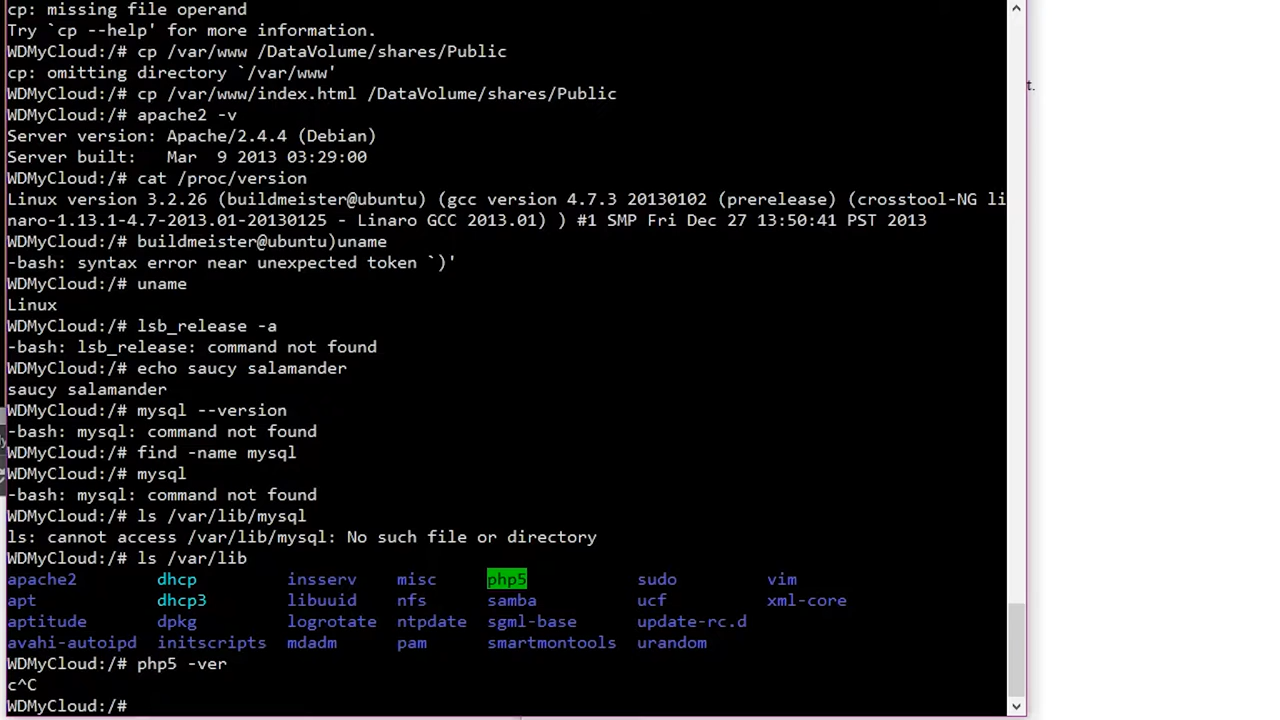 cp: missing file operand
Try `cp --help' for more information.
WDMyCloud:/# cp /var/www /DataVolume/shares/Public
cp: omitting directory `/var/www'
WDMyCloud:/# cp /var/www/index.html /DataVolume/shares/Public
t.
WDMyCloud:/# apache2 -v
Server version: Apache/2.4.4 (Debian)
Server built:   Mar  9 2013 03:29:00
WDMyCloud:/# cat /proc/version
Linux version 3.2.26 (buildmeister@ubuntu) (gcc version 4.7.3 20130102 (prerelease) (crosstool-NG li
naro-1.13.1-4.7-2013.01-20130125 - Linaro GCC 2013.01) ) #1 SMP Fri Dec 27 13:50:41 PST 2013
WDMyCloud:/# buildmeister@ubuntu)uname
-bash: syntax error near unexpected token `)'
WDMyCloud:/# uname
Linux
WDMyCloud:/# lsb_release -a
-bash: lsb_release: command not found
WDMyCloud:/# echo saucy salamander
saucy salamander
WDMyCloud:/# mysql --version
-bash: mysql: command not found
WDMyCloud:/# find -name mysql
WDMyCloud:/# mysql
-bash: mysql: command not found
WDMyCloud:/# ls /var/lib/mysql
ls: cannot access /var/lib/mysql: No such file or directory
WDMyCloud:/# ls /var/lib
apache2        dhcp         insserv    misc     php5           sudo         vim
apt            dhcp3        libuuid    nfs      samba          ucf          xml-core
aptitude       dpkg         logrotate  ntpdate  sgml-base      update-rc.d
avahi-autoipd  initscripts  mdadm      pam      smartmontools  urandom
WDMyCloud:/# php5 -ver
c^C
WDMyCloud:/#